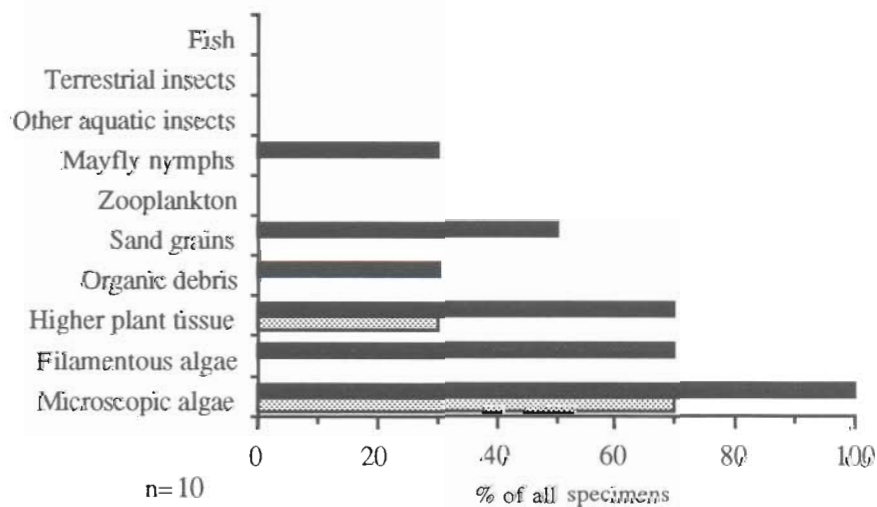 Fish
Terrestrial insects
Other aquatic insects
Mayfly nymphs
Zooplankton
Sand grains
Organic debris
Higher plant tissue
Filamentous algae
Microscopic algae
0 20 40 60 80 100
n=10 % of all specimens